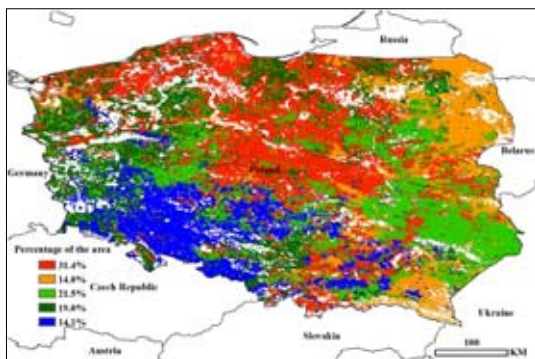 Russia
Belarus
Germany
Poland
Percentage of the area
31.4%
14.0%
21.5%
19.0%
14.1%
Czech Republic
Ukraine
Slovakia
Austria
100
KM